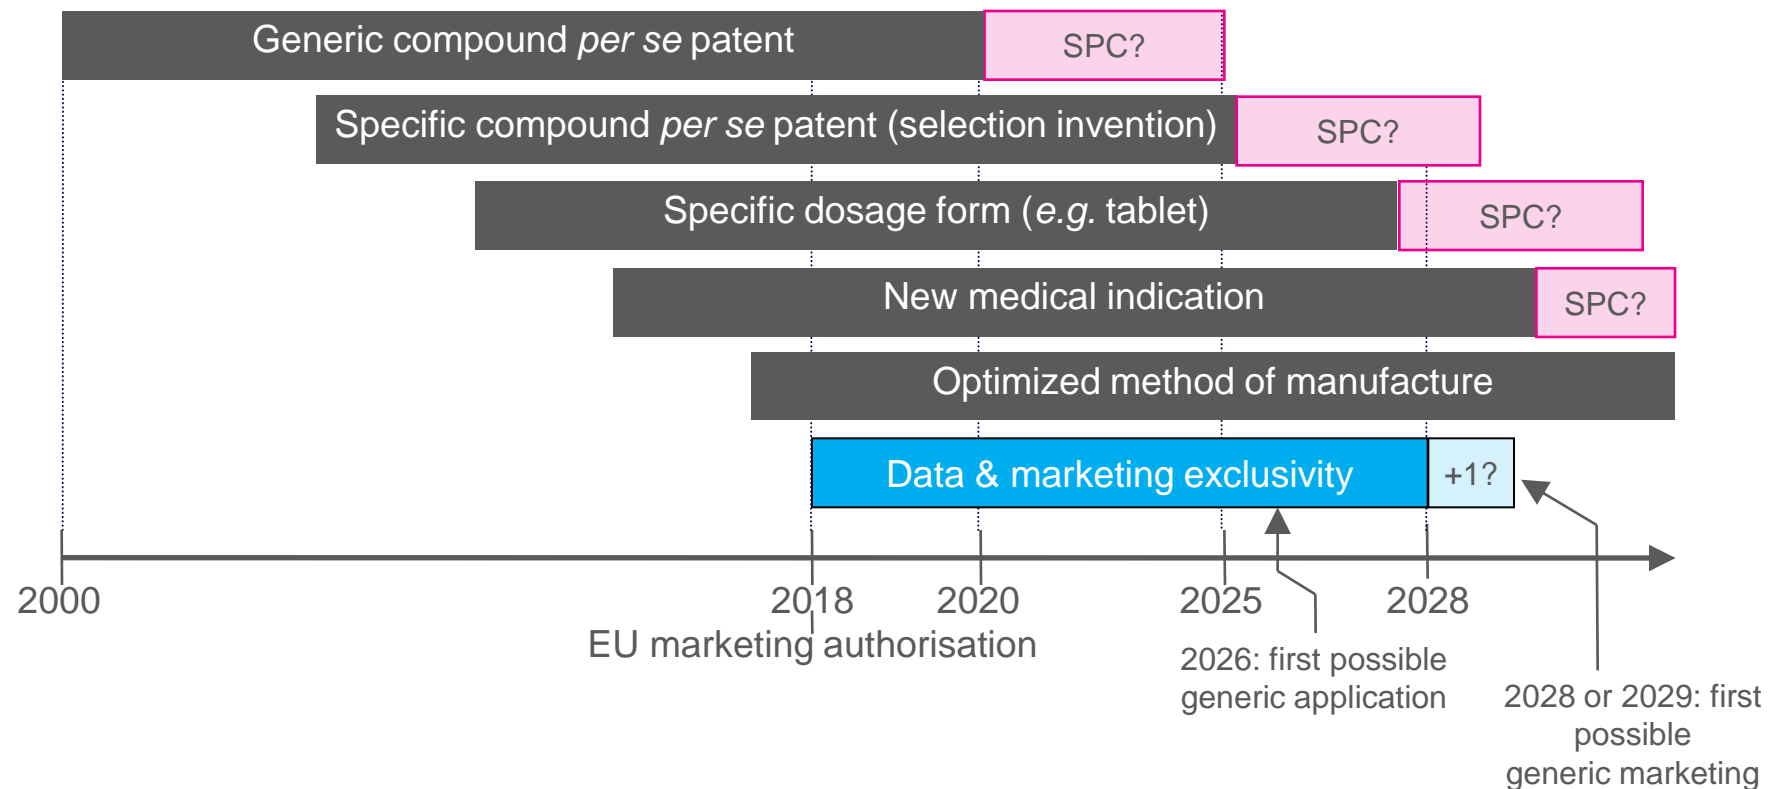 Generic compound per se patent
SPC?
Specific compound per se patent (selection invention)
SPC?
Specific dosage form (e.g. tablet)
SPC?
New medical indication
SPC?
Optimized method of manufacture
Data & marketing exclusivity
+1?
2000
2018
2020
2025
2028
EU marketing authorisation
2026: first possible
generic application
2028 or 2029: first
possible
generic marketing